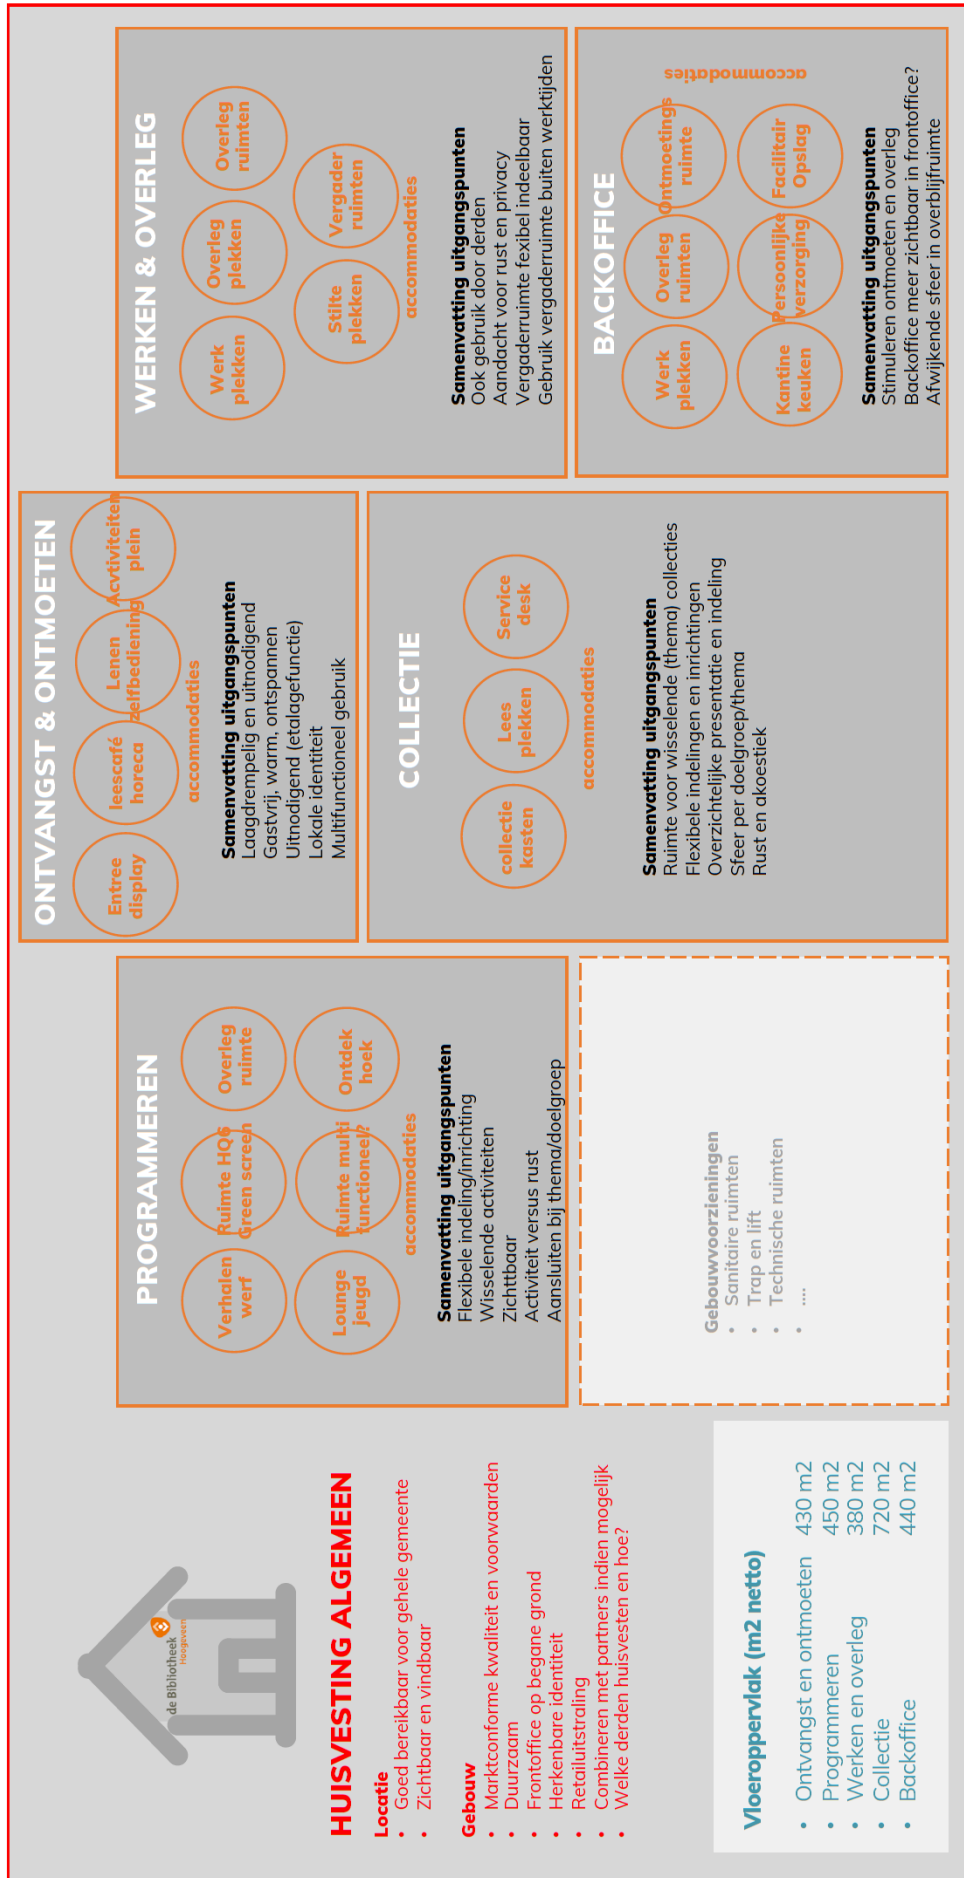 de Bibliotheek
Hoogeveen
HUISVESTING ALGEMEEN
Locatie
• Goed bereikbaar voor gehele gemeente
• Zichtbaar en vindbaar
Gebouw
• Marktconforme kwaliteit en voorwaarden
• Duurzaam
• Frontoffice op begane grond
• Herkenbare identiteit
• Retailuitstraling
• Combineren met partners indien mogelijk
• Welke derden huisvesten en hoe?
Vloeroppervlak (m2 netto)
• Ontvangst en ontmoeten 430 m2
• Programmeren 450 m2
• Werken en overleg 380 m2
• Collectie 720 m2
• Backoffice 440 m2
PROGRAMMEREN
Verhalen
werf
Ruimte HQ6
Green screen
Overleg
ruimte
Lounge
jeugd
Ruimte multi
functioneel?
Ontdek
hoek
accommodaties
Samenvatting uitgangspunten
Flexibele indeling/inrichting
Wisselende activiteiten
Zichttbaar
Activiteit versus rust
Aansluiten bij thema/doelgroep
Gebouwvoorzieningen
• Sanitaire ruimten
• Trap en lift
• Technische ruimten
• ....
ONTVANGST & ONTMOETEN
Entree
display
leescafé
horeca
Lenen
zelfbediening
Acvtiviteiten
plein
accommodaties
Samenvatting uitgangspunten
Laagdrempelig en uitnodigend
Gastvrij, warm, ontspannen
Uitnodigend (etalagefunctie)
Lokale identiteit
Multifunctioneel gebruik
COLLECTIE
collectie
kasten
Lees
plekken
Service
desk
accommodaties
Samenvatting uitgangspunten
Ruimte voor wisselende (thema) collecties
Flexibele indelingen en inrichtingen
Overzichtelijke presentatie en indeling
Sfeer per doelgroep/thema
Rust en akoestiek
WERKEN & OVERLEG
Werk
plekken
Overleg
plekken
Overleg
ruimten
Stilte
plekken
Vergader
ruimten
accommodaties
Samenvatting uitgangspunten
Ook gebruik door derden
Aandacht voor rust en privacy
Vergaderruimte fexibel indeelbaar
Gebruik vergaderruimte buiten werktijden
BACKOFFICE
Werk
plekken
Overleg
ruimten
Ontmoetings
ruimte
Kantine
keuken
Persoonlijke
verzorging
Facilitair
Opslag
accommodaties
Samenvatting uitgangspunten
Stimuleren ontmoeten en overleg
Backoffice meer zichtbaar in frontoffice?
Afwijkende sfeer in overblijfruimte